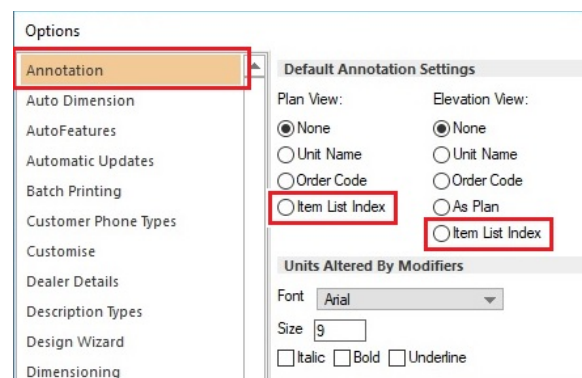 Options
Annotation
Auto Dimension
AutoFeatures
Automatic Updates
Batch Printing
Customer Phone Types
Customise
Dealer Details
Description Types
Design Wizard
Dimensioning
Default Annotation Settings
Plan View: Elevation View:
None None
Unit Name Unit Name
Order Code Order Code
Item List Index As Plan
Item List Index
Units Altered By Modifiers
Font Arial
Size 9
Italic Bold Underline